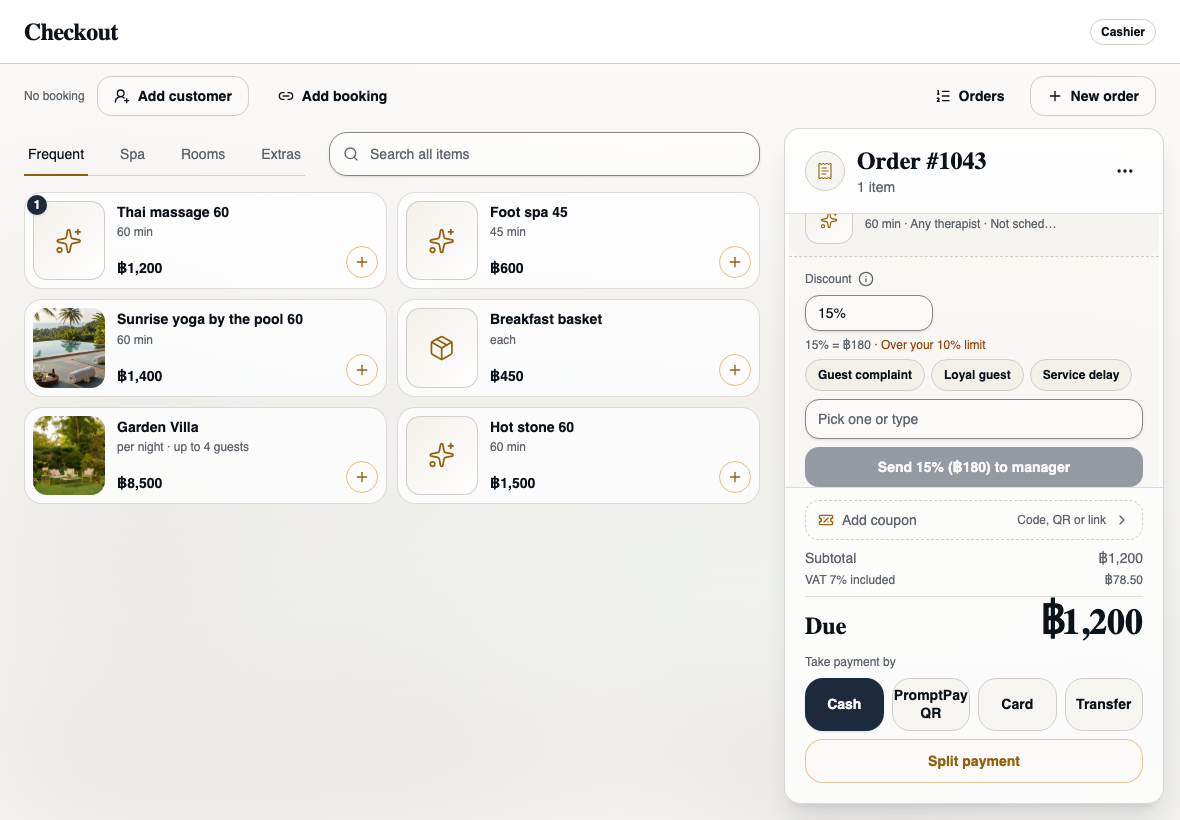 Checkout
Cashier
No booking
Add customer
Add booking
Orders
New order
Frequent
Spa
Rooms
Extras
Search all items
1
Thai massage 60
60 min
฿1,200
Foot spa 45
45 min
฿600
Sunrise yoga by the pool 60
60 min
฿1,400
Breakfast basket
each
฿450
Garden Villa
per night · up to 4 guests
฿8,500
Hot stone 60
60 min
฿1,500
Order #1043
1 item
60 min · Any therapist · Not sched…
Discount
15%
15% = ฿180 · Over your 10% limit
Guest complaint
Loyal guest
Service delay
Pick one or type
Send 15% (฿180) to manager
Add coupon
Code, QR or link
Subtotal
฿1,200
VAT 7% included
฿78.50
Due
฿1,200
Take payment by
Cash
PromptPay
QR
Card
Transfer
Split payment